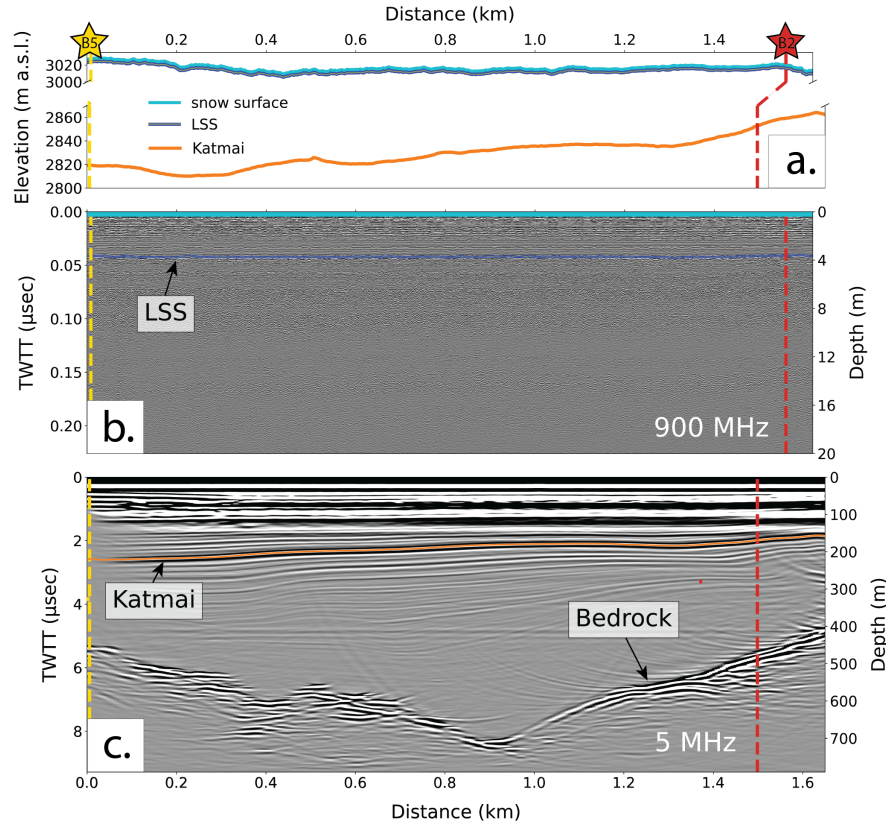 Distance (km)
B5
0.2 0.4 0.6 0.8 1.0 1.2 1.4
B2
Elevation (m a.s.l.)
3020
3000
2860
2840
2820
2800
snow surface
LSS
Katmai
a.
0.00
0.05
0.10
0.15
0.20
TWTT (μsec)
LSS
0
4
8
12
16
20
Depth (m)
b.
900 MHz
0
2
4
6
8
TWTT (μsec)
Katmai
Bedrock
0
100
200
300
400
500
600
700
Depth (m)
c.
5 MHz
0.0 0.2 0.4 0.6 0.8 1.0 1.2 1.4 1.6
Distance (km)